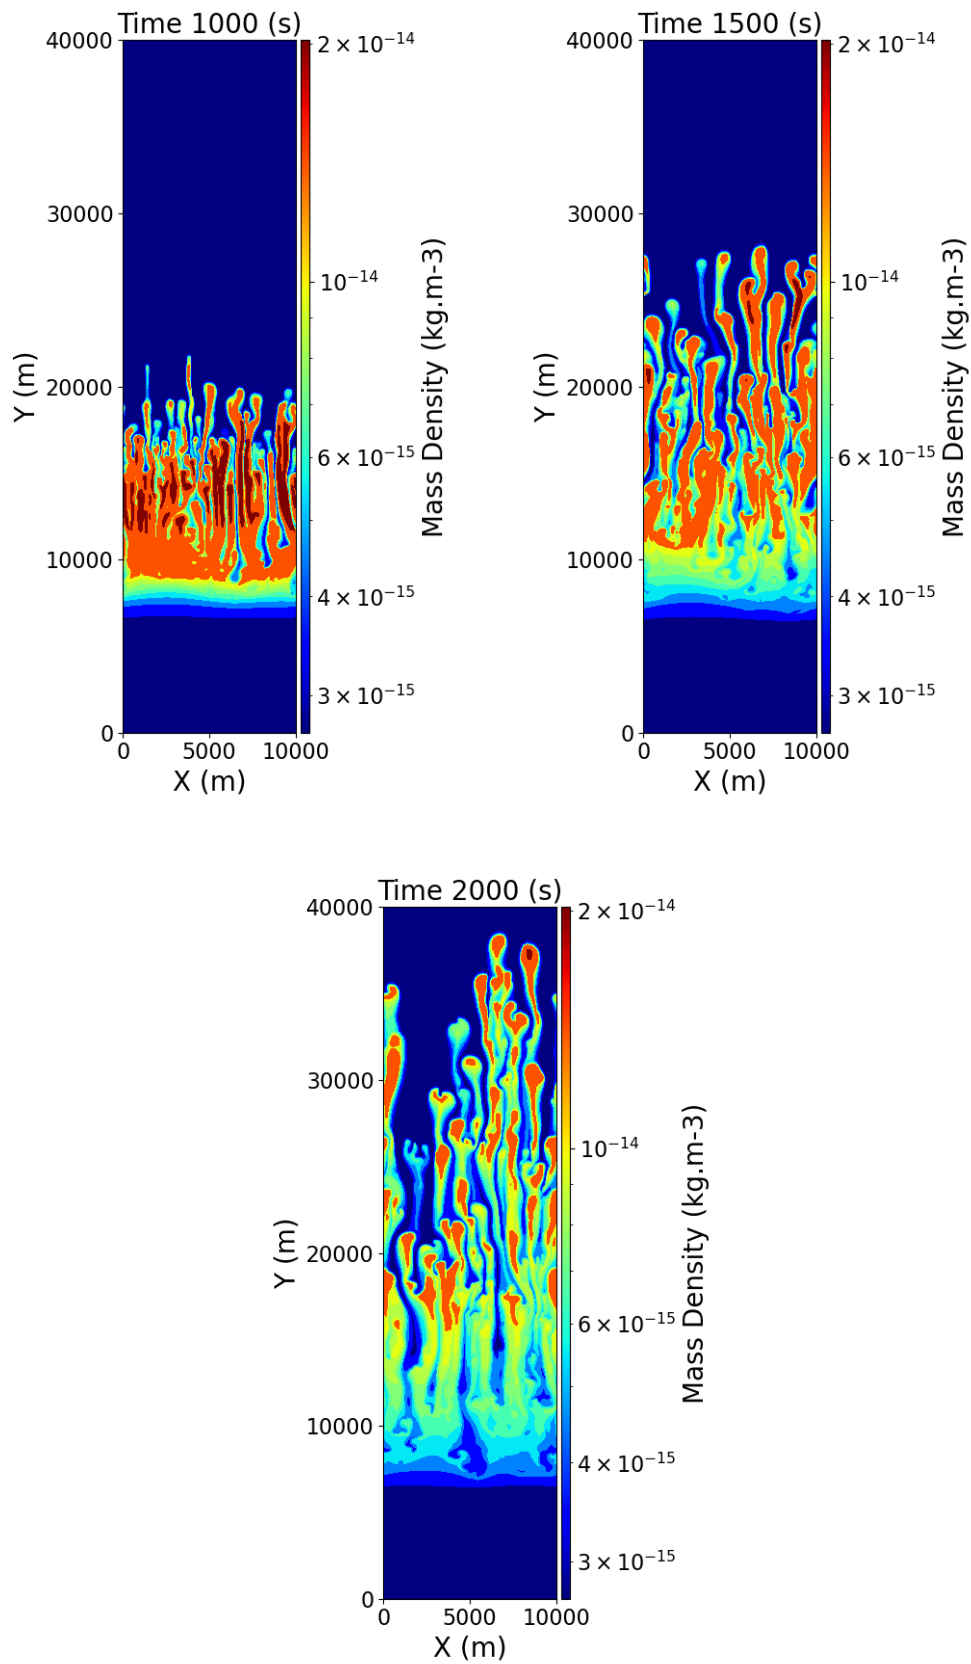 Time 1000 (s)
40000
30000
20000
10000
0
Y (m)
0 5000 10000
X (m)
2×10⁻¹⁴
10⁻¹⁴
6×10⁻¹⁵
4×10⁻¹⁵
3×10⁻¹⁵
Mass Density (kg.m-3)
Time 1500 (s)
40000
30000
20000
10000
0
Y (m)
0 5000 10000
X (m)
2×10⁻¹⁴
10⁻¹⁴
6×10⁻¹⁵
4×10⁻¹⁵
3×10⁻¹⁵
Mass Density (kg.m-3)
Time 2000 (s)
40000
30000
20000
10000
0
Y (m)
0 5000 10000
X (m)
2×10⁻¹⁴
10⁻¹⁴
6×10⁻¹⁵
4×10⁻¹⁵
3×10⁻¹⁵
Mass Density (kg.m-3)